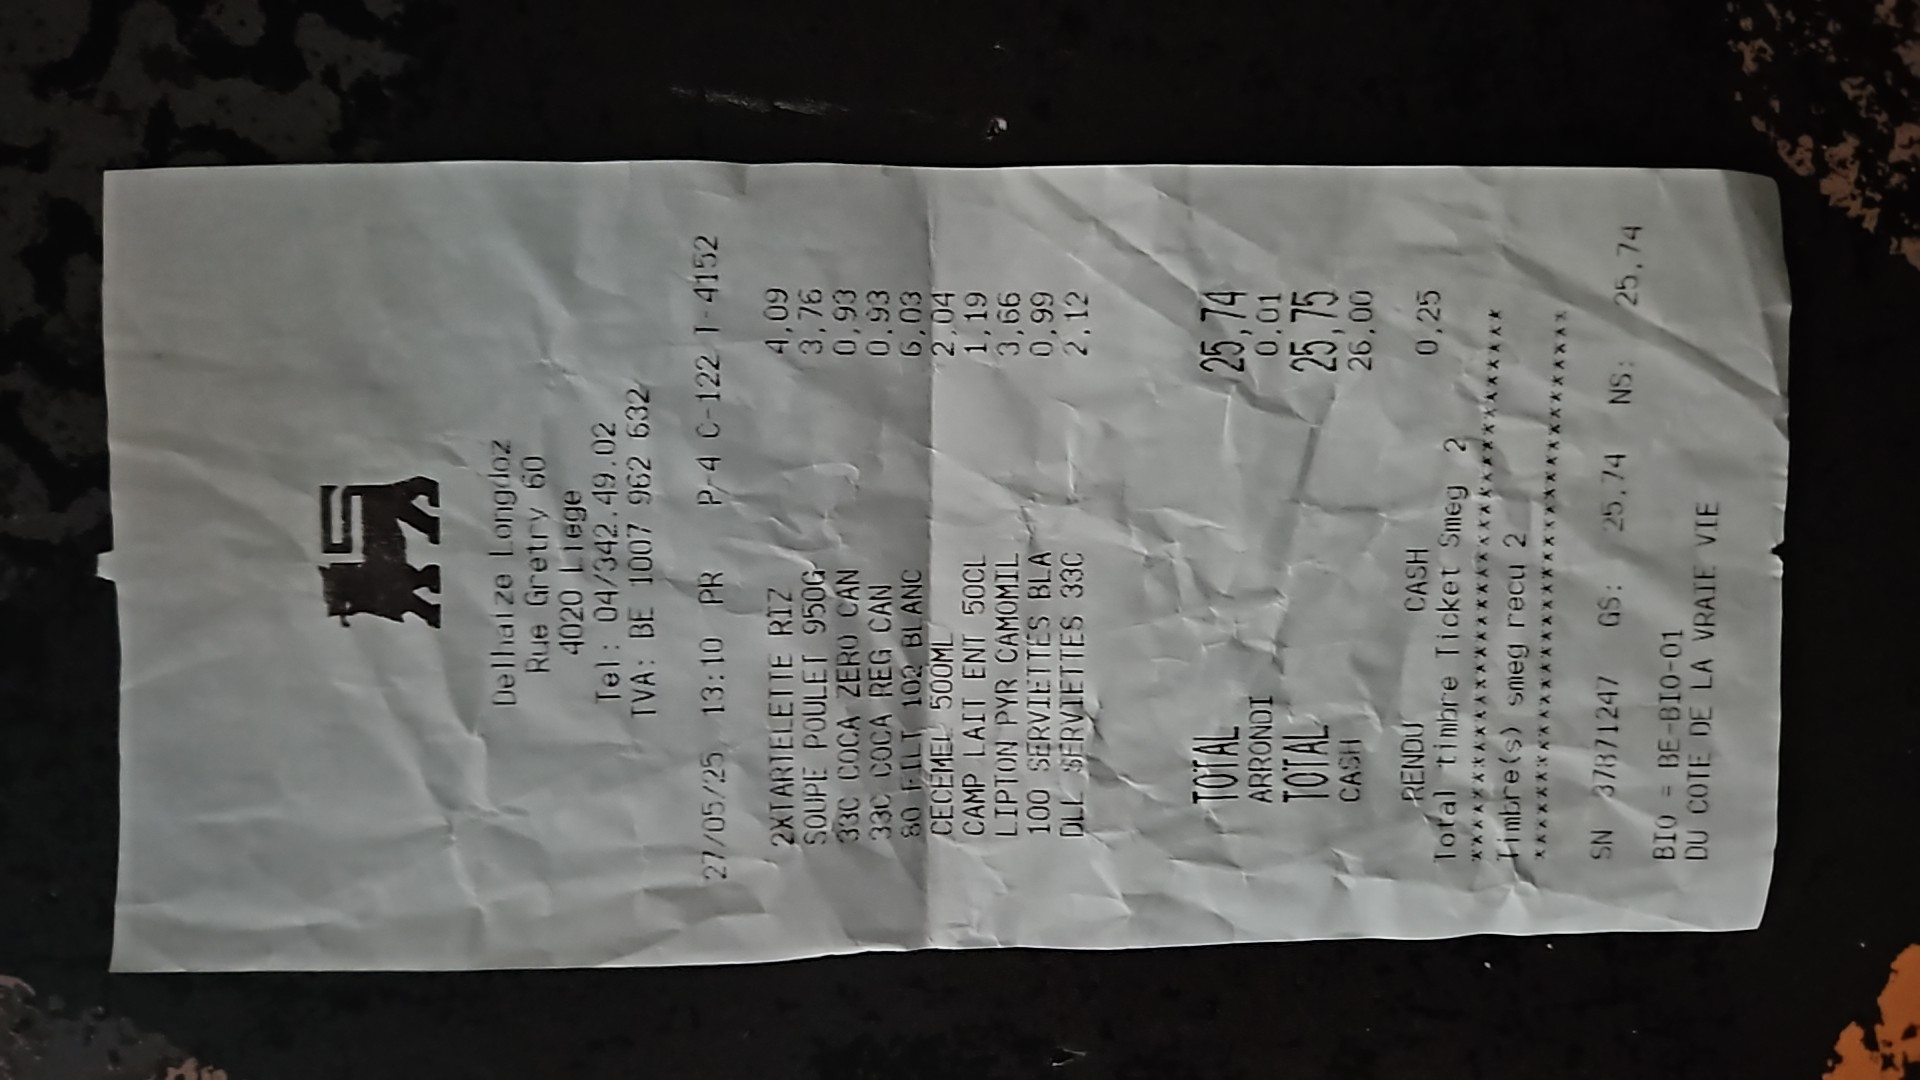 Delhaize Longdoz
Rue Gretry 60
4020 Liege
Tel: 04/342.49.02
TVA: BE 1007 962 632
27/05/25 13:10 PR P-4 C-122 T-4152
2XTARTELETTE RIZ 4,09
SOUPE POULET 950G 3,76
33C COCA ZERO CAN 0,93
33C COCA REG CAN 0,93
80 FILT 102 BLANC 6,03
CECEMEL 500ML 2,04
CAMP LAIT ENT 50CL 1,19
LIPTON PYR CAMOMIL 3,66
100 SERVIETTES BLA 0,99
DLL SERVIETTES 33C 2,12
TOTAL 25,74
ARRONDI 0,01
TOTAL 25,75
CASH 26,00
RENDU CASH 0,25
Total timbre Ticket Smeg 2
***********************************
Timbre(s) smeg recu 2
***********************************
SN 37871247 GS: 25,74 NS: 25,74
BIO = BE-BIO-01
DU COTE DE LA VRAIE VIE